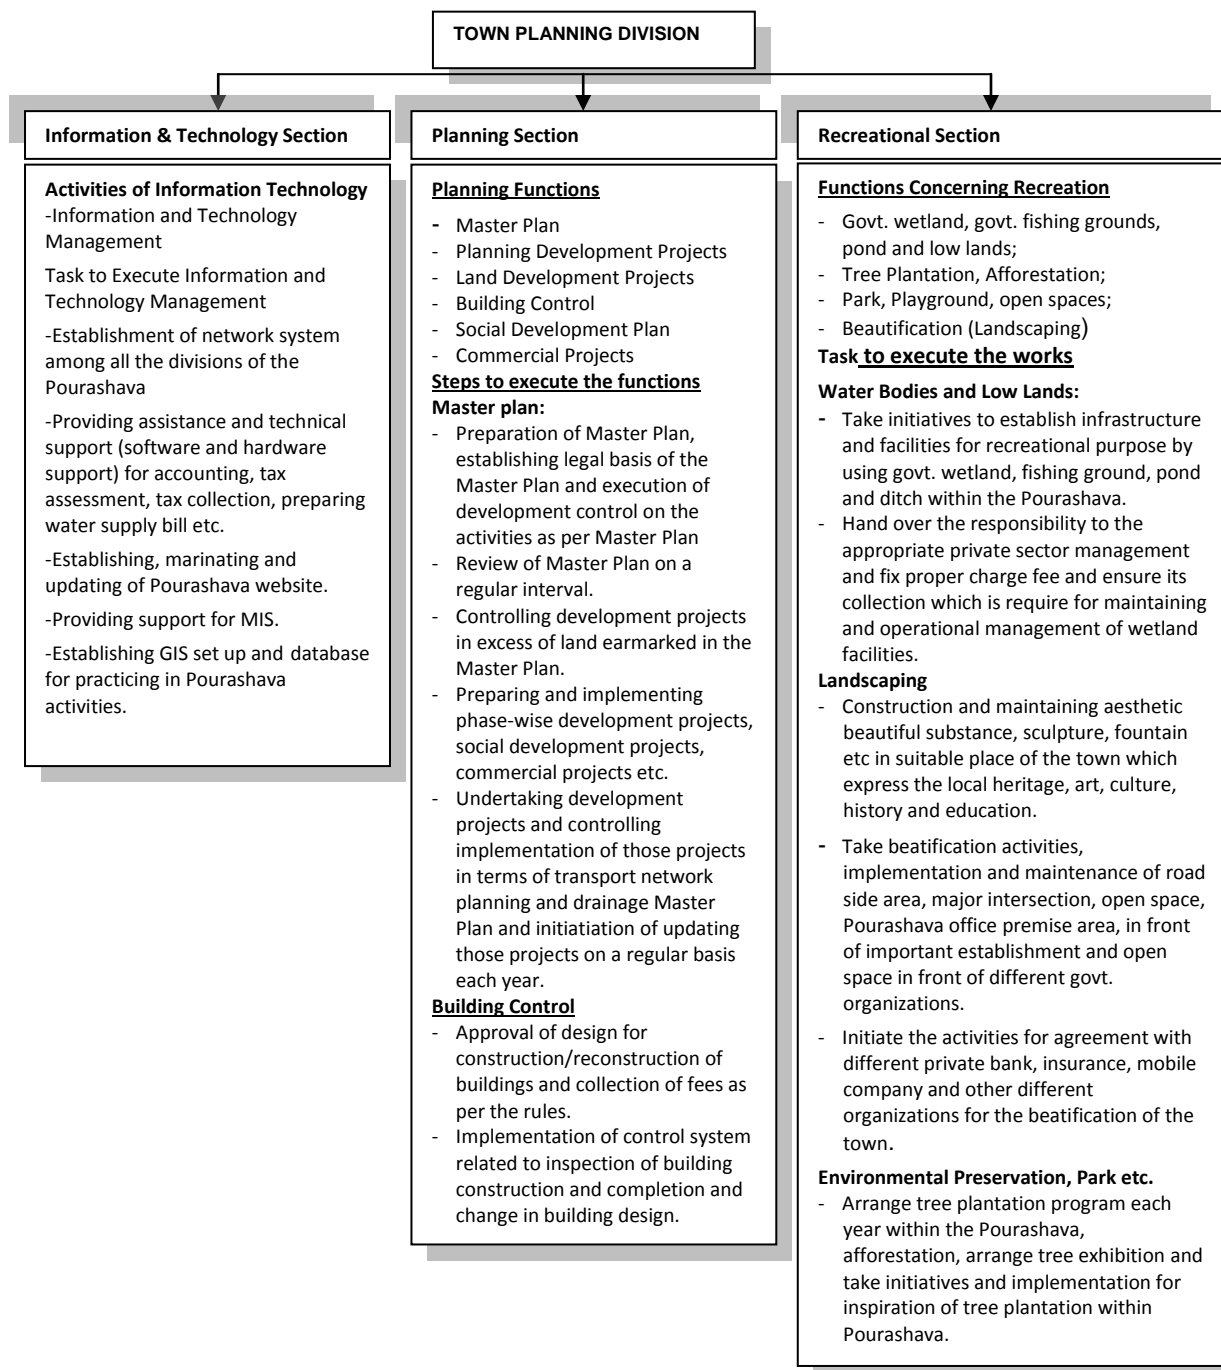 TOWN PLANNING DIVISION
Information & Technology Section
Activities of Information Technology
-Information and Technology
Management
Task to Execute Information and
Technology Management
-Establishment of network system
among all the divisions of the
Pourashava
-Providing assistance and technical
support (software and hardware
support) for accounting, tax
assessment, tax collection, preparing
water supply bill etc.
-Establishing, marinating and
updating of Pourashava website.
-Providing support for MIS.
-Establishing GIS set up and database
for practicing in Pourashava
activities.
Planning Section
Planning Functions
- Master Plan
- Planning Development Projects
- Land Development Projects
- Building Control
- Social Development Plan
- Commercial Projects
Steps to execute the functions
Master plan:
- Preparation of Master Plan,
establishing legal basis of the
Master Plan and execution of
development control on the
activities as per Master Plan
- Review of Master Plan on a
regular interval.
- Controlling development projects
in excess of land earmarked in the
Master Plan.
- Preparing and implementing
phase-wise development projects,
social development projects,
commercial projects etc.
- Undertaking development
projects and controlling
implementation of those projects
in terms of transport network
planning and drainage Master
Plan and initiatiation of updating
those projects on a regular basis
each year.
Building Control
- Approval of design for
construction/reconstruction of
buildings and collection of fees as
per the rules.
- Implementation of control system
related to inspection of building
construction and completion and
change in building design.
Recreational Section
Functions Concerning Recreation
- Govt. wetland, govt. fishing grounds,
pond and low lands;
- Tree Plantation, Afforestation;
- Park, Playground, open spaces;
- Beautification (Landscaping)
Task to execute the works
Water Bodies and Low Lands:
- Take initiatives to establish infrastructure
and facilities for recreational purpose by
using govt. wetland, fishing ground, pond
and ditch within the Pourashava.
- Hand over the responsibility to the
appropriate private sector management
and fix proper charge fee and ensure its
collection which is require for maintaining
and operational management of wetland
facilities.
Landscaping
- Construction and maintaining aesthetic
beautiful substance, sculpture, fountain
etc in suitable place of the town which
express the local heritage, art, culture,
history and education.
- Take beatification activities,
implementation and maintenance of road
side area, major intersection, open space,
Pourashava office premise area, in front
of important establishment and open
space in front of different govt.
organizations.
- Initiate the activities for agreement with
different private bank, insurance, mobile
company and other different
organizations for the beatification of the
town.
Environmental Preservation, Park etc.
- Arrange tree plantation program each
year within the Pourashava,
afforestation, arrange tree exhibition and
take initiatives and implementation for
inspiration of tree plantation within
Pourashava.